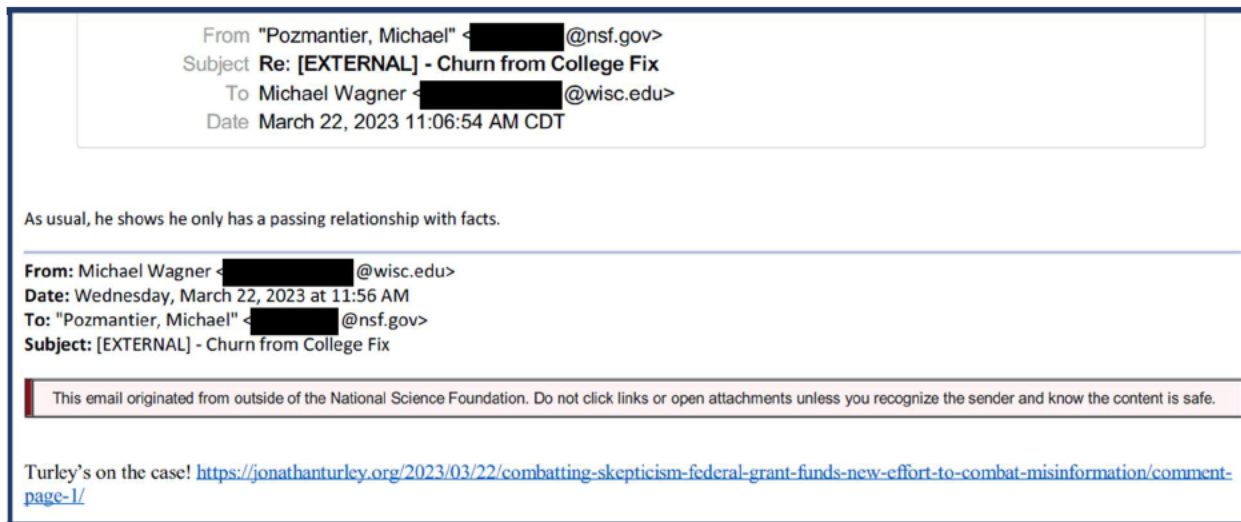 From "Pozmantier, Michael" < @nsf.gov>
Subject Re: [EXTERNAL] - Churn from College Fix
To Michael Wagner < @wisc.edu>
Date March 22, 2023 11:06:54 AM CDT
As usual, he shows he only has a passing relationship with facts.
From: Michael Wagner < @wisc.edu>
Date: Wednesday, March 22, 2023 at 11:56 AM
To: "Pozmantier, Michael" < @nsf.gov>
Subject: [EXTERNAL] - Churn from College Fix
This email originated from outside of the National Science Foundation. Do not click links or open attachments unless you recognize the sender and know the content is safe.
Turley's on the case! https://jonathanturley.org/2023/03/22/combatting-skepticism-federal-grant-funds-new-effort-to-combat-misinformation/comment-
page-1/